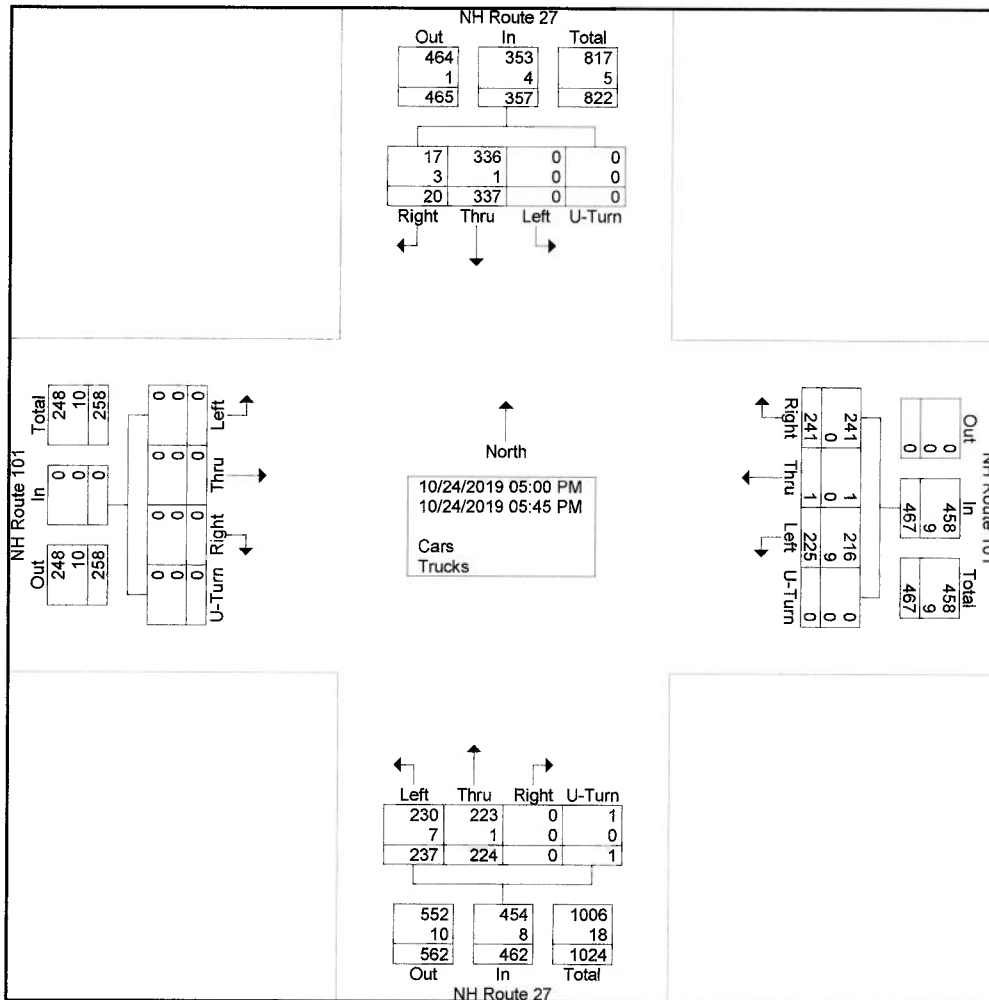 NH Route 27
Out In Total
464 353 817
1 4 5
465 357 822
17 336 0 0
3 1 0 0
20 337 0 0
Right Thru Left U-Turn
NH Route 101
Total In Out
248 0 248
10 0 10
258 0 258
Left Thru Right U-Turn
0 0 0 0
0 0 0 0
0 0 0 0
North
10/24/2019 05:00 PM
10/24/2019 05:45 PM
Cars
Trucks
Right Thru Left U-Turn
241 1 216 0
0 0 9 0
241 1 225 0
NH Route 101
Out In Total
0 458 458
0 9 9
0 467 467
Left Thru Right U-Turn
230 223 0 1
7 1 0 0
237 224 0 1
552 454 1006
10 8 18
562 462 1024
Out In Total
NH Route 27